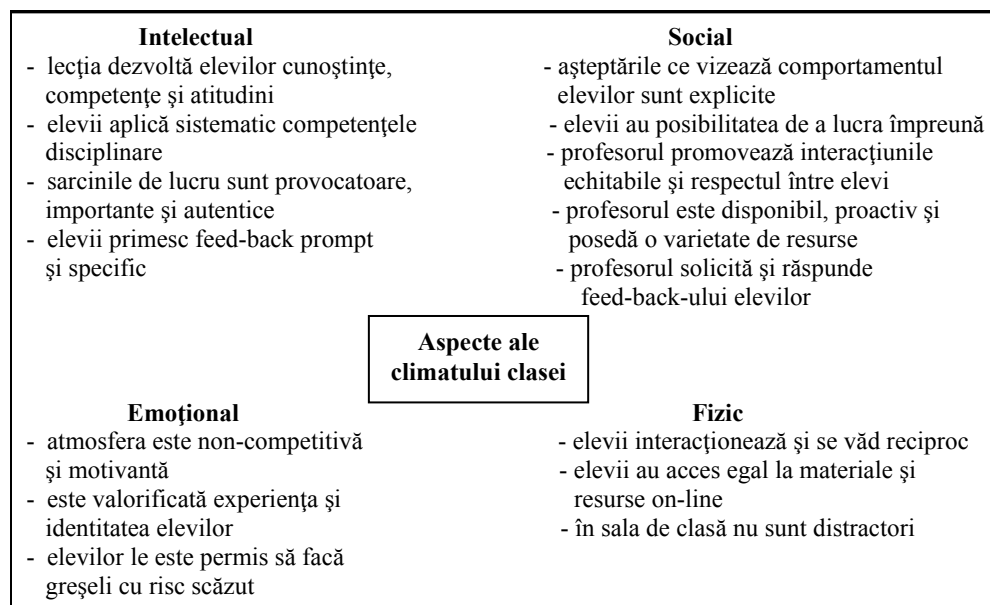 Intelectual
- lecţia dezvoltă elevilor cunoştinţe,
competenţe şi atitudini
- elevii aplică sistematic competenţele
disciplinare
- sarcinile de lucru sunt provocatoare,
importante şi autentice
- elevii primesc feed-back prompt
şi specific
Social
- aşteptările ce vizează comportamentul
elevilor sunt explicite
- elevii au posibilitatea de a lucra împreună
- profesorul promovează interacţiunile
echitabile şi respectul între elevi
- profesorul este disponibil, proactiv şi
posedă o varietate de resurse
- profesorul solicită şi răspunde
feed-back-ului elevilor
Aspecte ale
climatului clasei
Emoţional
- atmosfera este non-competitivă
şi motivantă
- este valorificată experienţa şi
identitatea elevilor
- elevilor le este permis să facă
greşeli cu risc scăzut
Fizic
- elevii interacţionează şi se văd reciproc
- elevii au acces egal la materiale şi
resurse on-line
- în sala de clasă nu sunt distractori